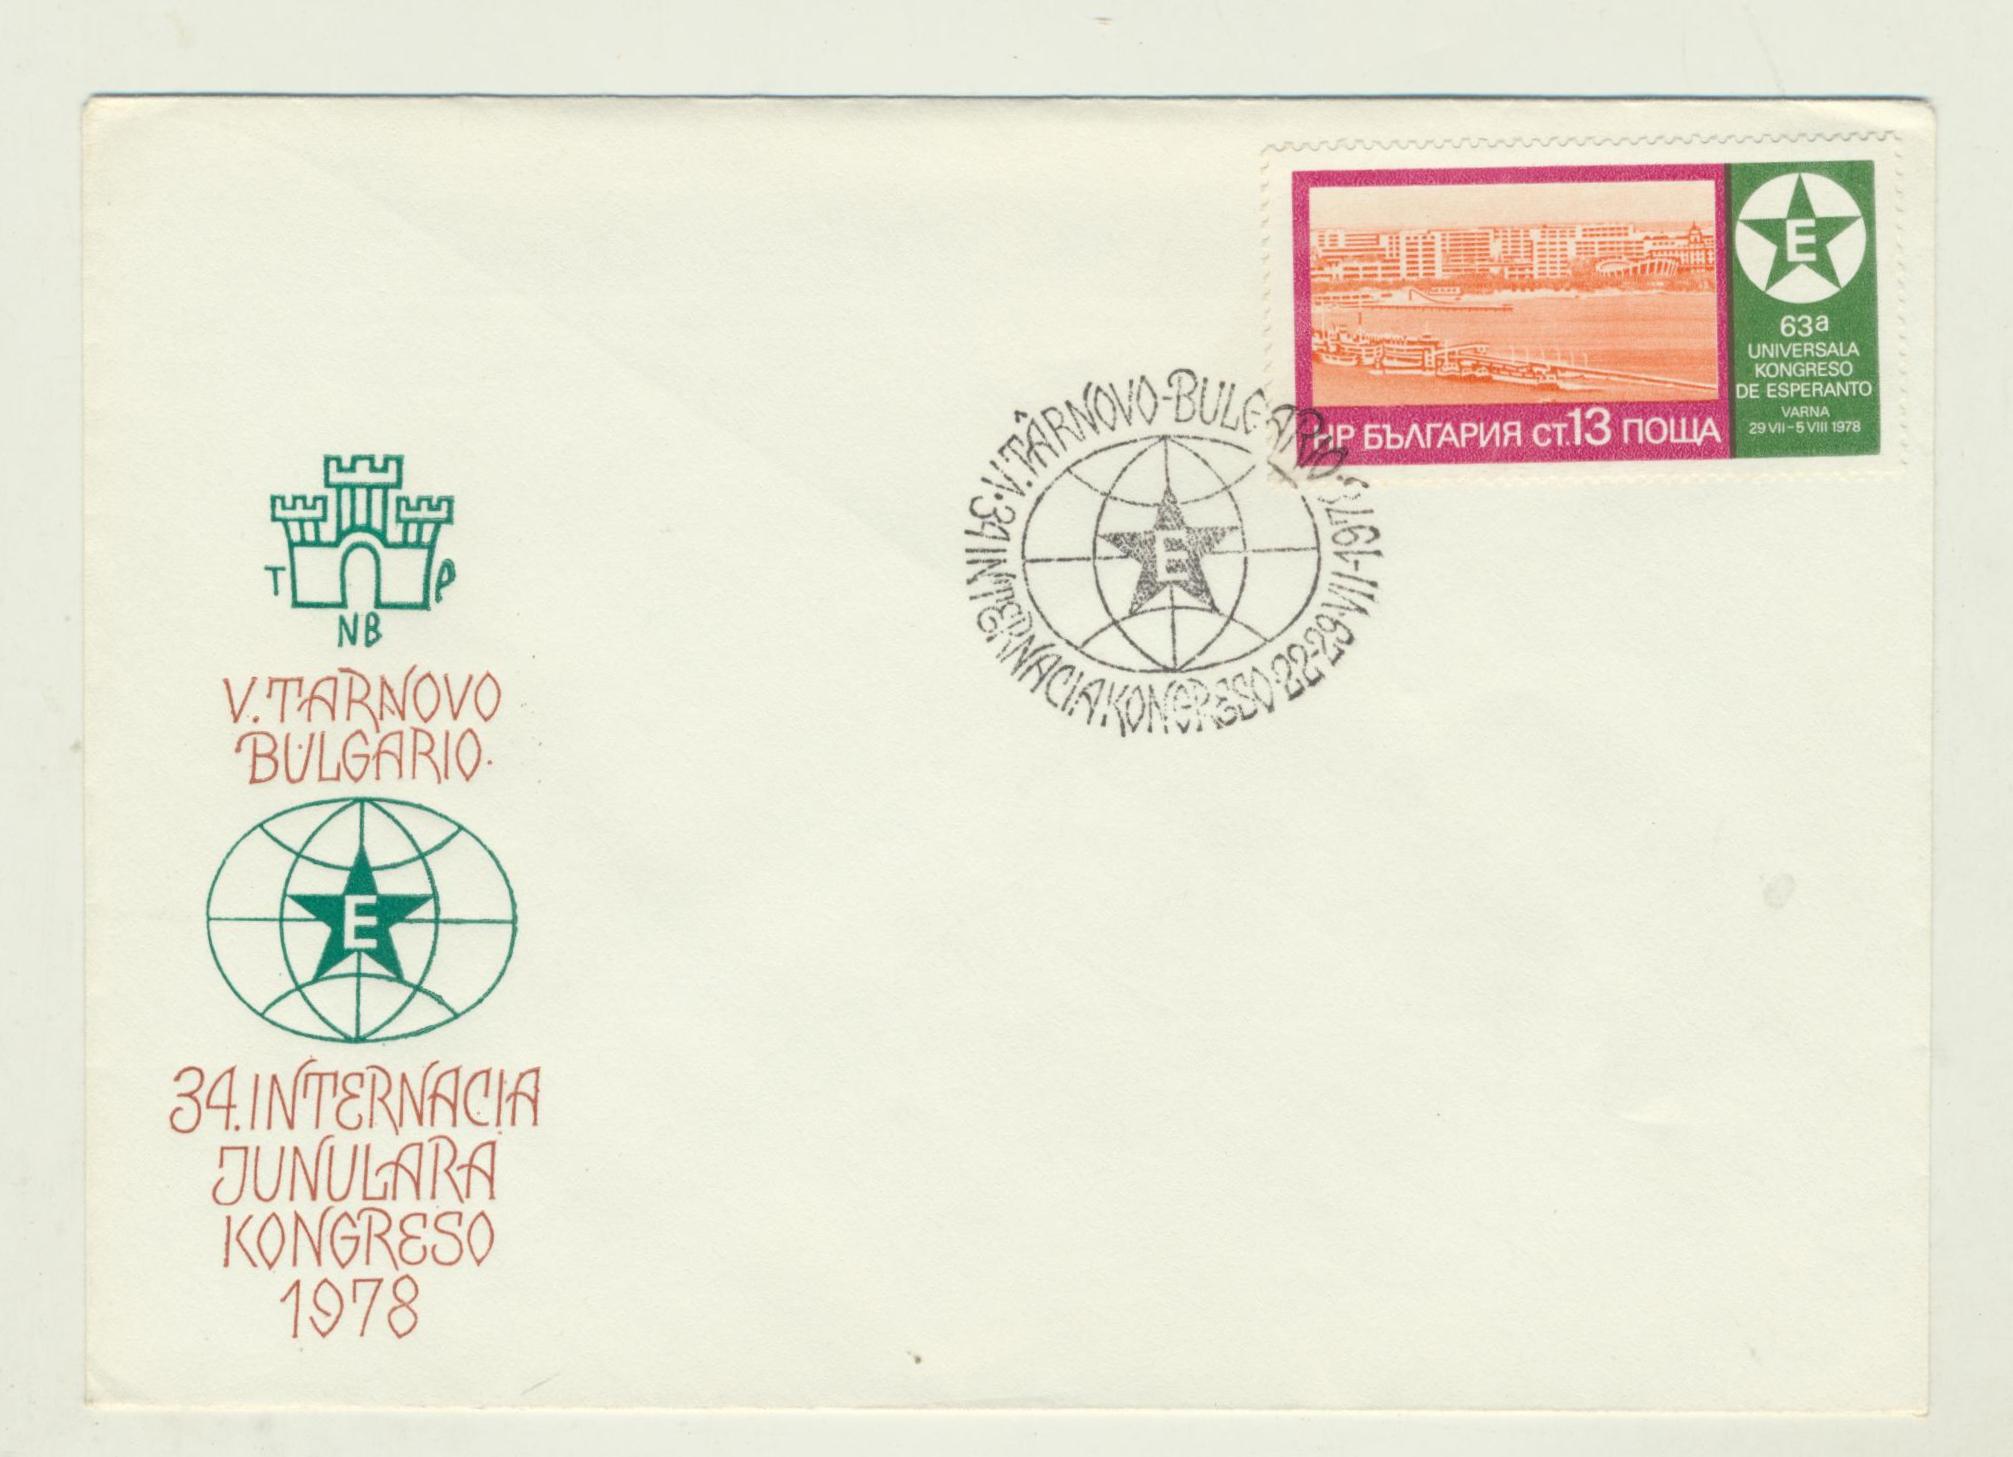 63a
UNIVERSALA
KONGRESO
DE ESPERANTO
VARNA
29 VII–5 VIII 1978
E
НР БЪЛГАРИЯ СТ.13 ПОЩА
34 INTERNACIA KONGRESO·22-29·VII-1978·V.TÂRNOVO-BULGARIO
E
T P
NB
V.TARNOVO
BULGARIO.
E
34.INTERNACIA
JUNULARA
KONGRESO
1978